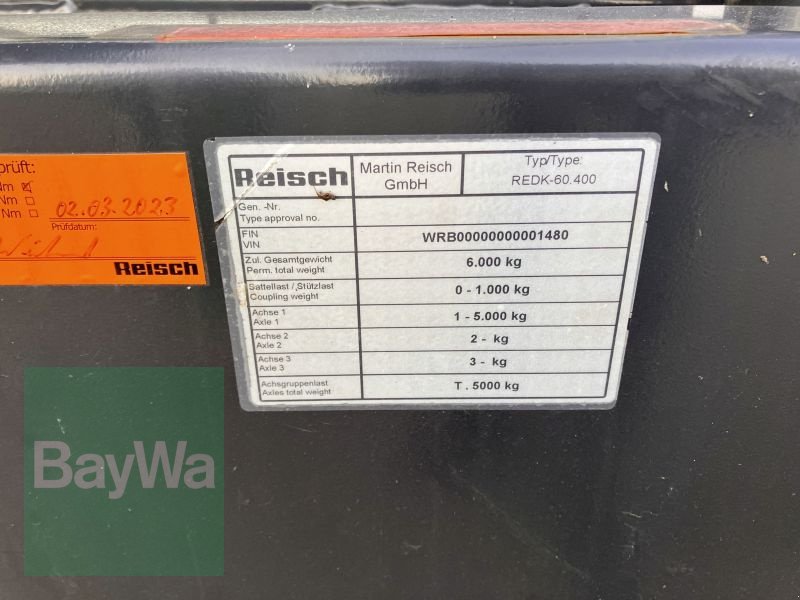 prüft:
Nm
Nm
Nm
02.03.2023
Prüfdatum:
Reisch
Reisch
Martin Reisch
GmbH
Typ/Type:
REDK-60.400
Gen. -Nr.
Type approval no.
FIN
VIN
WRB00000000001480
Zul. Gesamtgewicht
Perm. total weight
6.000 kg
Sattellast /,Stützlast
Coupling weight
0 - 1.000 kg
Achse 1
Axle 1
1 - 5.000 kg
Achse 2
Axle 2
2 - kg
Achse 3
Axle 3
3 - kg
Achsgruppenlast
Axles total weight
T . 5000 kg
BayWa